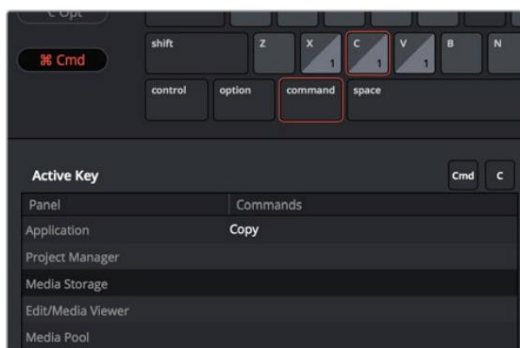 ⌥ Opt
shift Z X 1 C 1 V 1 B N
⌘ Cmd
control option command space
Active Key Cmd C
Panel Commands
Application Copy
Project Manager
Media Storage
Edit/Media Viewer
Media Pool